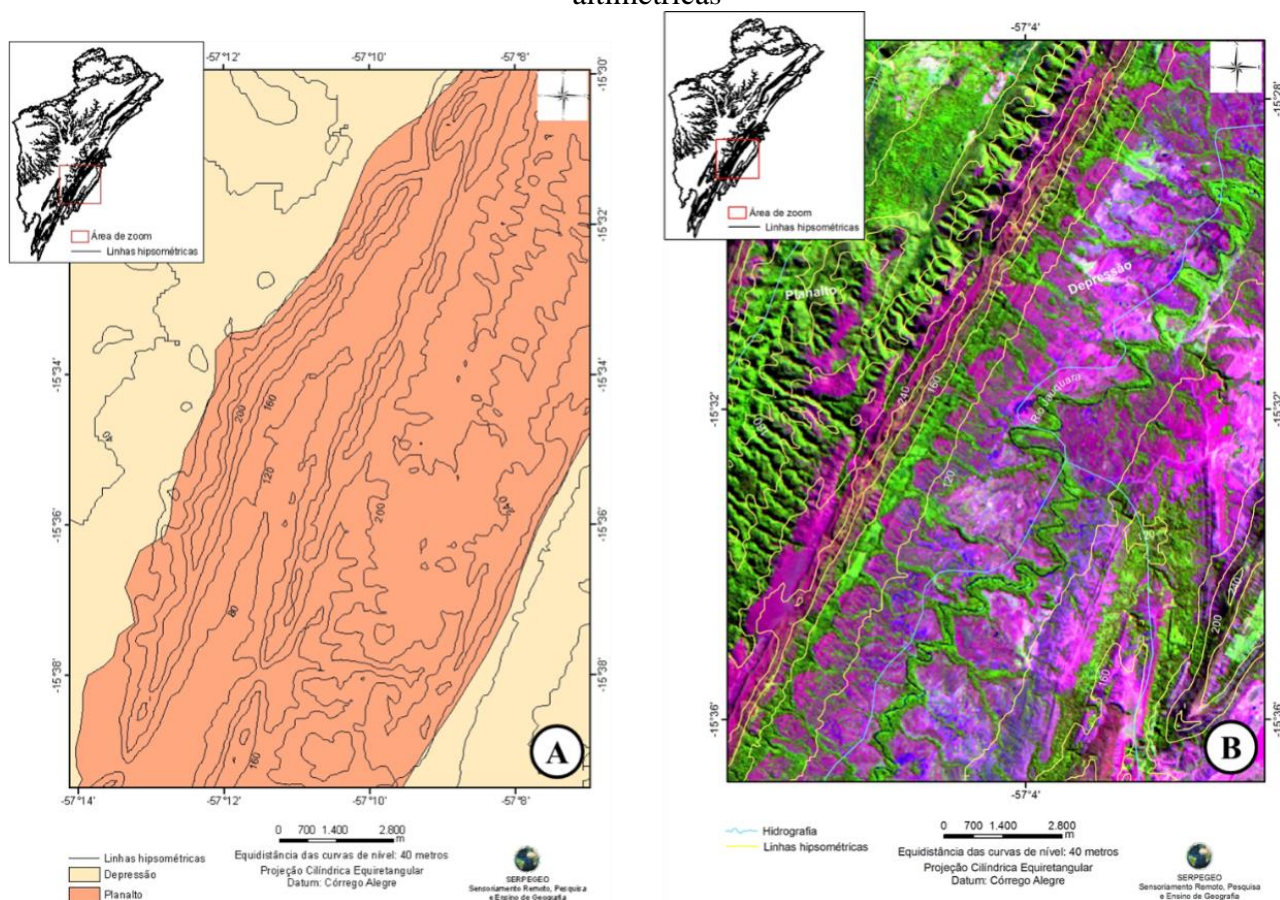 altimétricas
-57°12'
-57°10'
-57°8'
-15°30'
-15°32'
-15°34'
-15°36'
-15°38'
-57°14'
-57°12'
-57°10'
-57°8'
Área de zoom
Linhas hipsométricas
40
200
160
120
80
200
240
160
A
0 700 1.400 2.800
m
Equidistância das curvas de nível: 40 metros
Projeção Cilíndrica Equiretangular
Datum: Córrego Alegre
Linhas hipsométricas
Depressão
Planalto
SERPEGEO
Sensoriamento Remoto, Pesquisa
e Ensino de Geografia
-57°4'
-15°28'
-15°32'
-15°36'
-57°4'
Área de zoom
Linhas hipsométricas
Planalto
Depressão
240
160
120
160
200
240
B
Hidrografia
Linhas hipsométricas
0 700 1.400 2.800
m
Equidistância das curvas de nível: 40 metros
Projeção Cilíndrica Equiretangular
Datum: Córrego Alegre
SERPEGEO
Sensoriamento Remoto, Pesquisa
e Ensino de Geografia